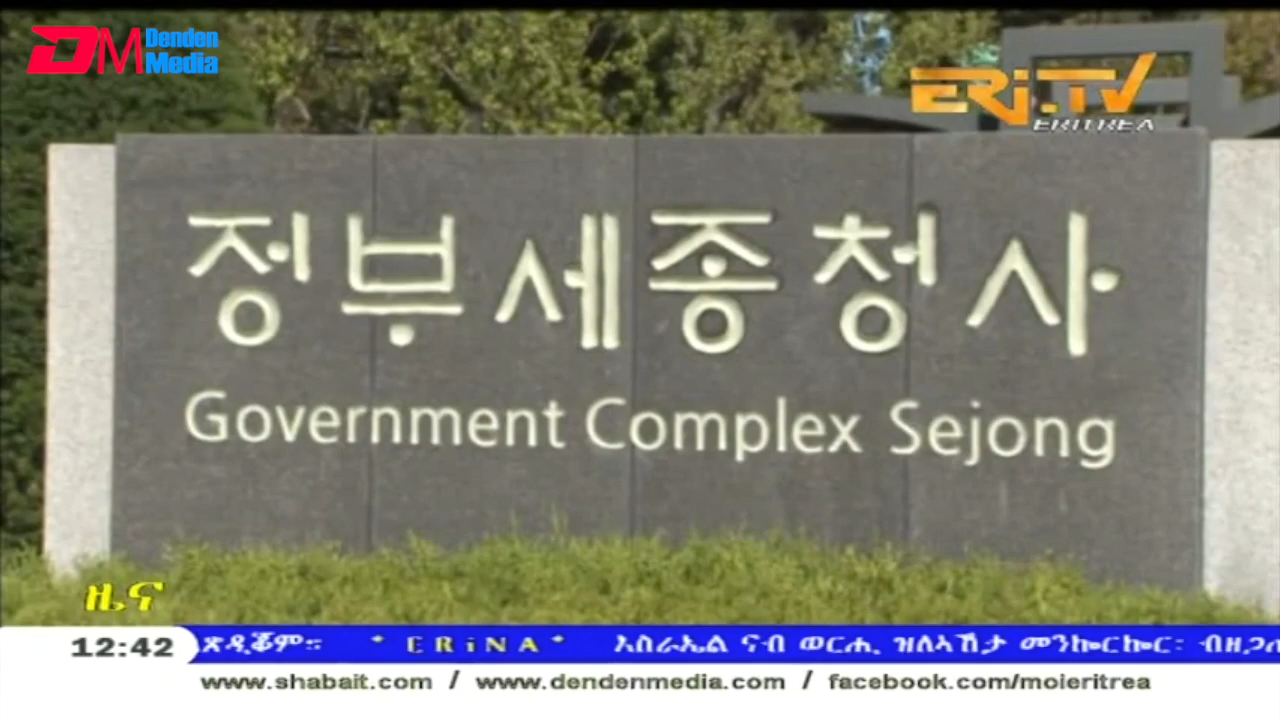 DM Denden Media
ERi.TV
ERITREA
정부세종청사
Government Complex Sejong
ዜና
12:42 ጽዲቖም። * ERiNA * እስራኤል ናብ ወርሒ ዝለኣኸታ መንኰርኰር፡ ብዘጋ
www.shabait.com / www.dendenmedia.com / facebook.com/moieritrea